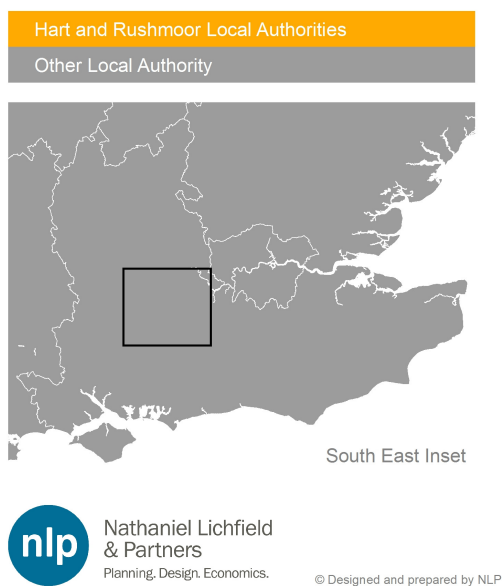 Hart and Rushmoor Local Authorities
Other Local Authority
South East Inset
nlp
Nathaniel Lichfield
& Partners
Planning. Design. Economics.
© Designed and prepared by NLP